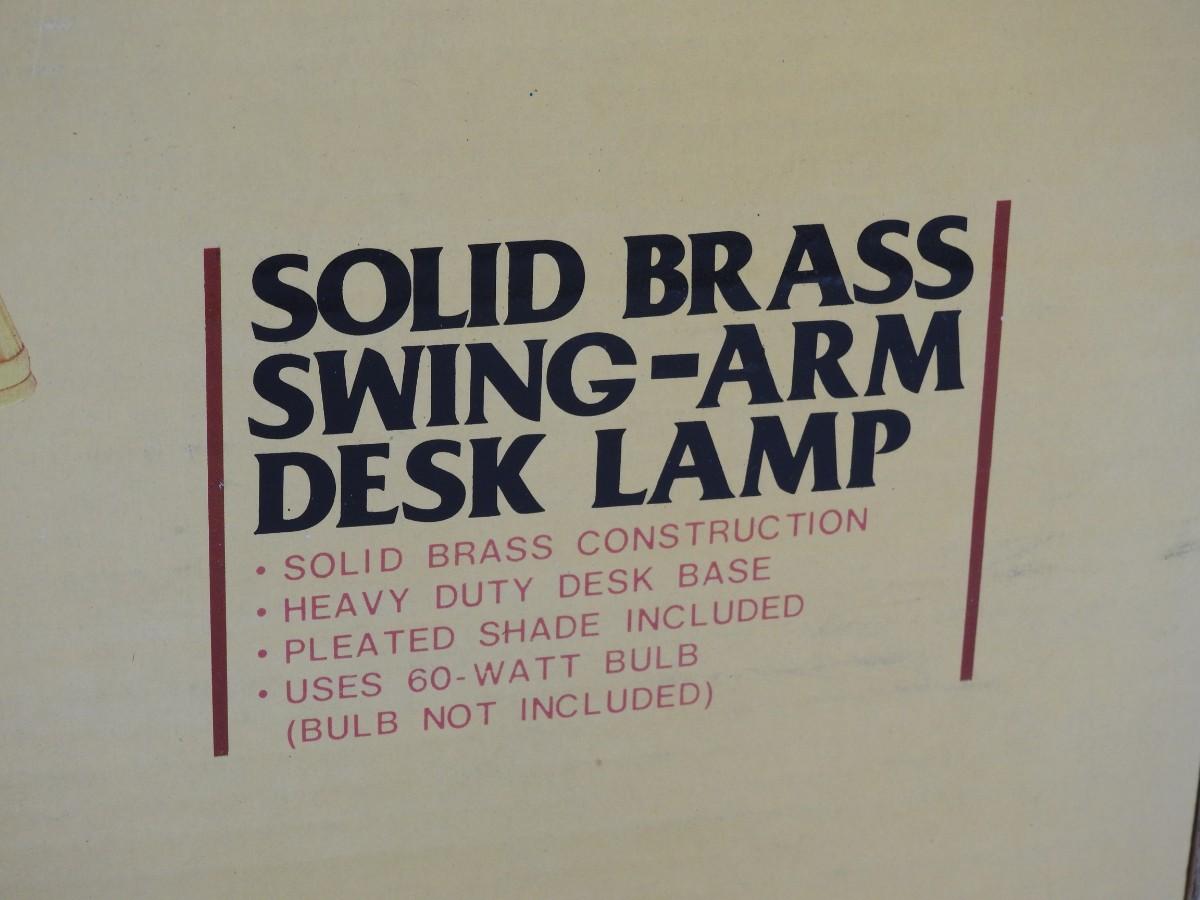 SOLID BRASS
SWING-ARM
DESK LAMP
• SOLID BRASS CONSTRUCTION
• HEAVY DUTY DESK BASE
• PLEATED SHADE INCLUDED
• USES 60-WATT BULB
(BULB NOT INCLUDED)